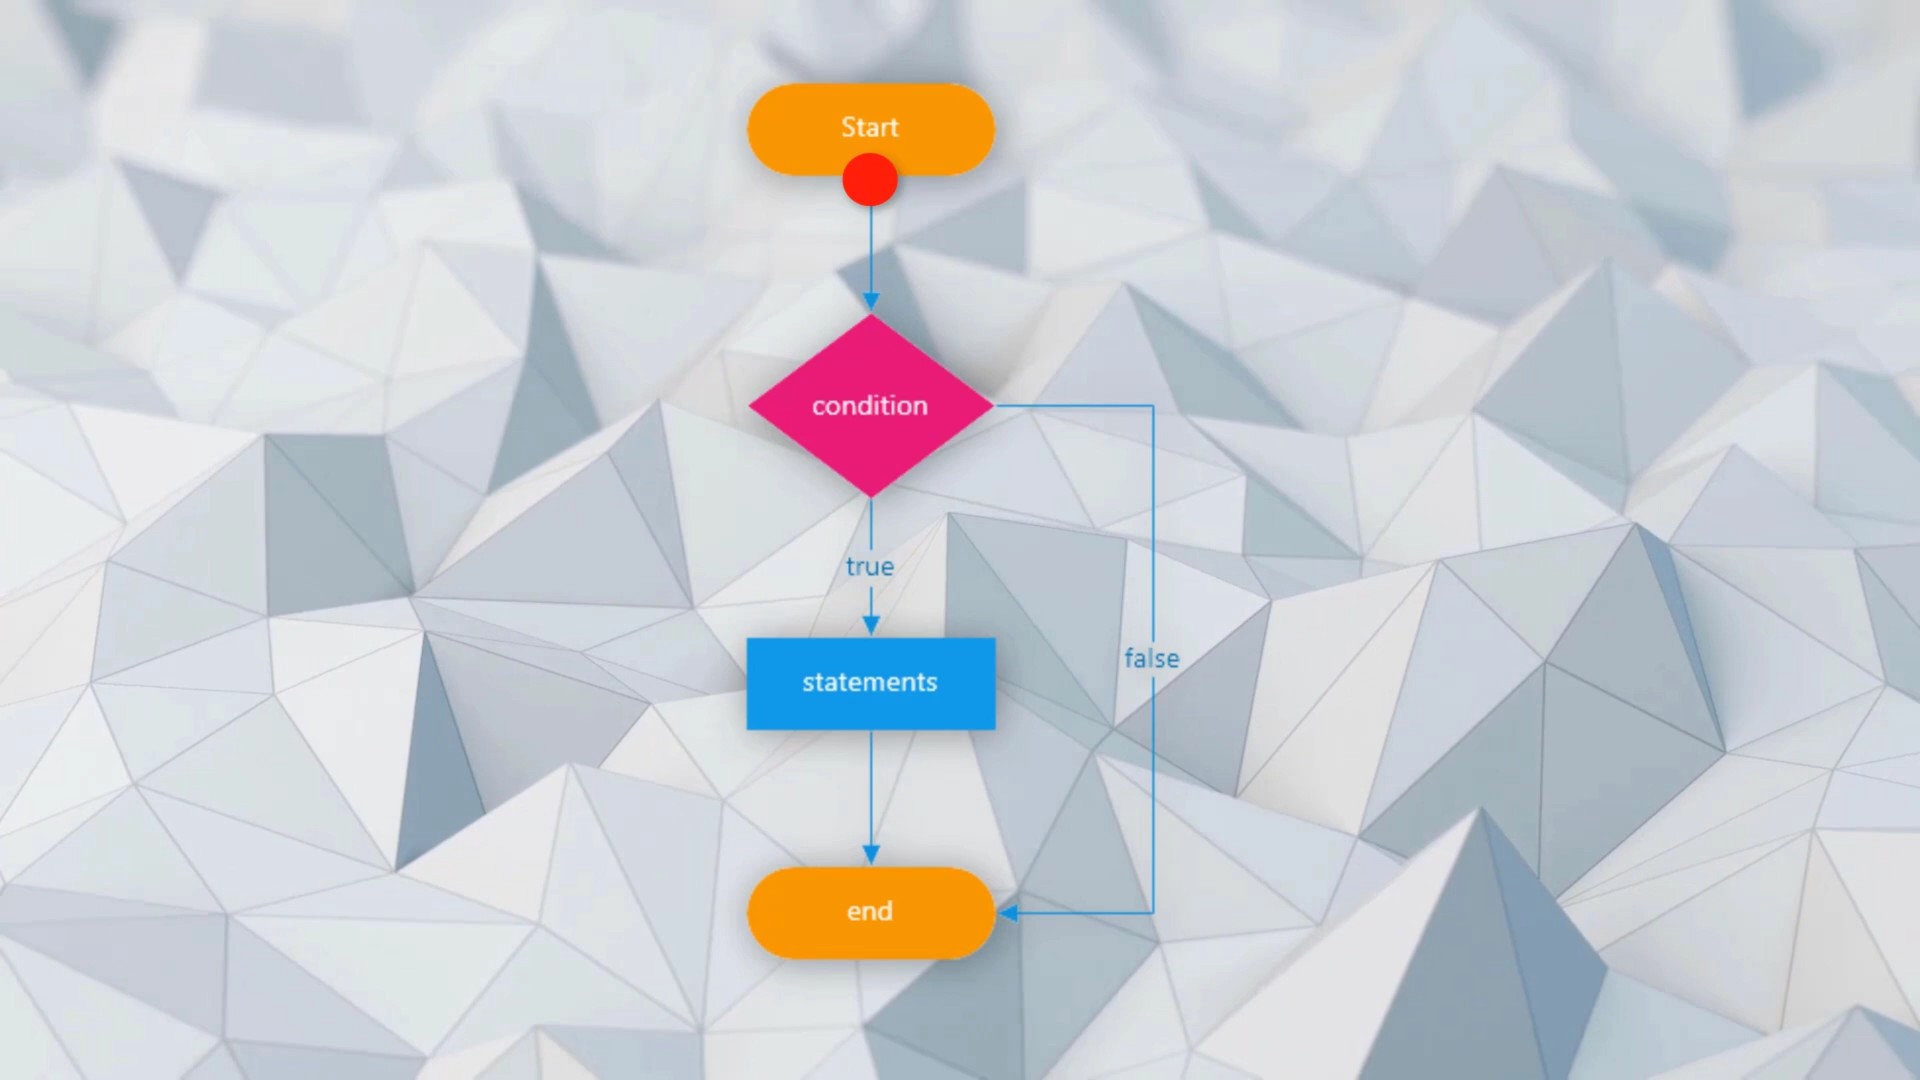 Start
condition
true
false
statements
end